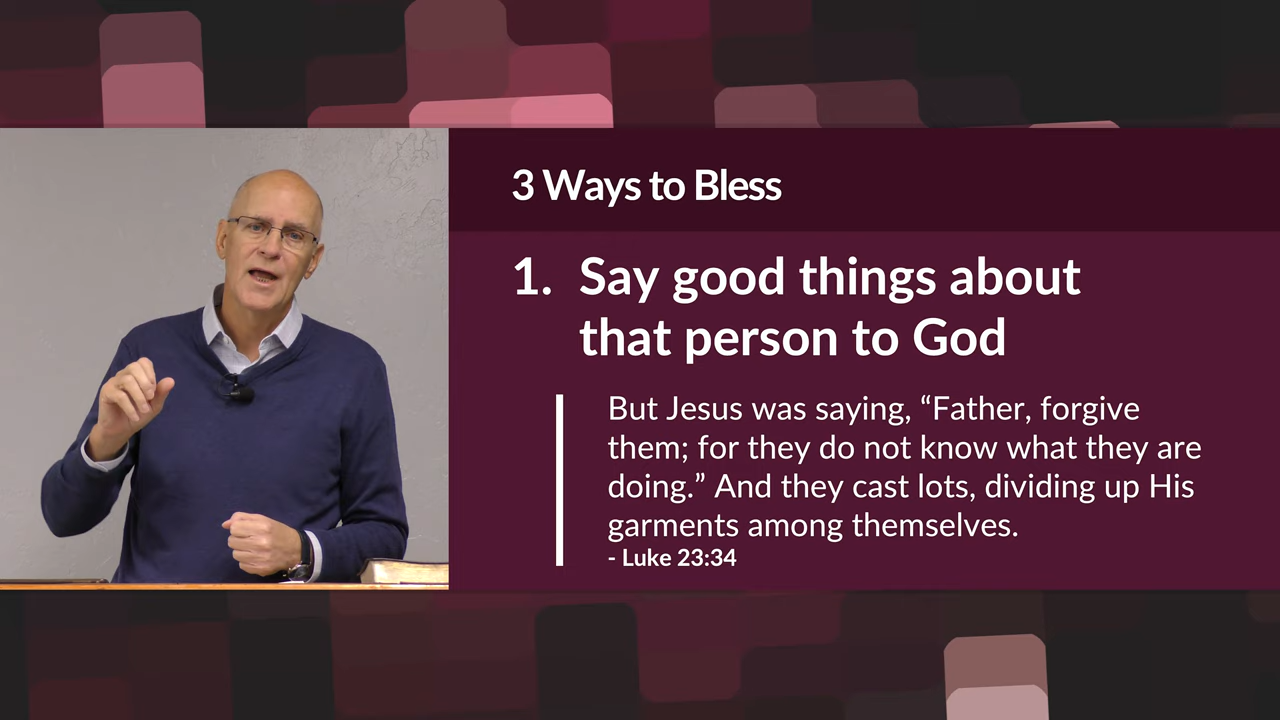 3 Ways to Bless
1. Say good things about
that person to God
But Jesus was saying, “Father, forgive
them; for they do not know what they are
doing.” And they cast lots, dividing up His
garments among themselves.
- Luke 23:34